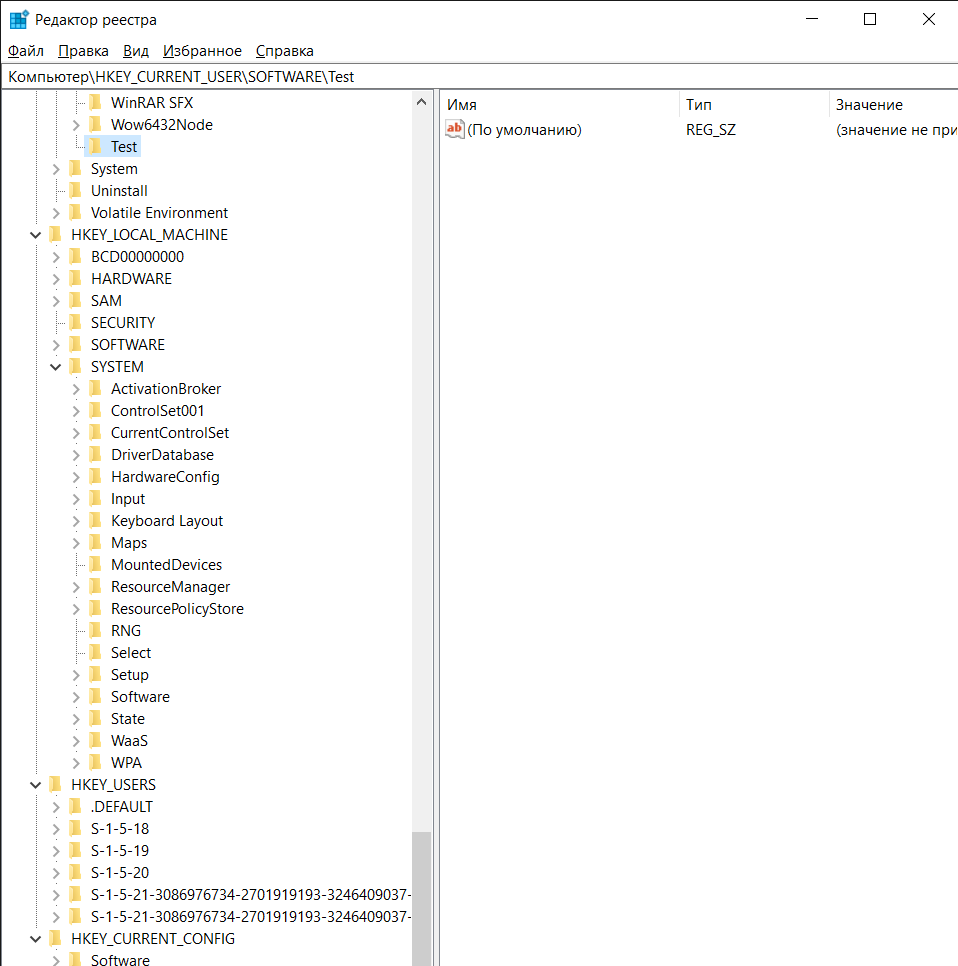 Редактор реестра
Файл Правка Вид Избранное Справка
Компьютер\HKEY_CURRENT_USER\SOFTWARE\Test
WinRAR SFX
Wow6432Node
Test
System
Uninstall
Volatile Environment
HKEY_LOCAL_MACHINE
BCD00000000
HARDWARE
SAM
SECURITY
SOFTWARE
SYSTEM
ActivationBroker
ControlSet001
CurrentControlSet
DriverDatabase
HardwareConfig
Input
Keyboard Layout
Maps
MountedDevices
ResourceManager
ResourcePolicyStore
RNG
Select
Setup
Software
State
WaaS
WPA
HKEY_USERS
.DEFAULT
S-1-5-18
S-1-5-19
S-1-5-20
S-1-5-21-3086976734-2701919193-3246409037-
S-1-5-21-3086976734-2701919193-3246409037-
HKEY_CURRENT_CONFIG
Software
Имя Тип Значение
ab (По умолчанию) REG_SZ (значение не при